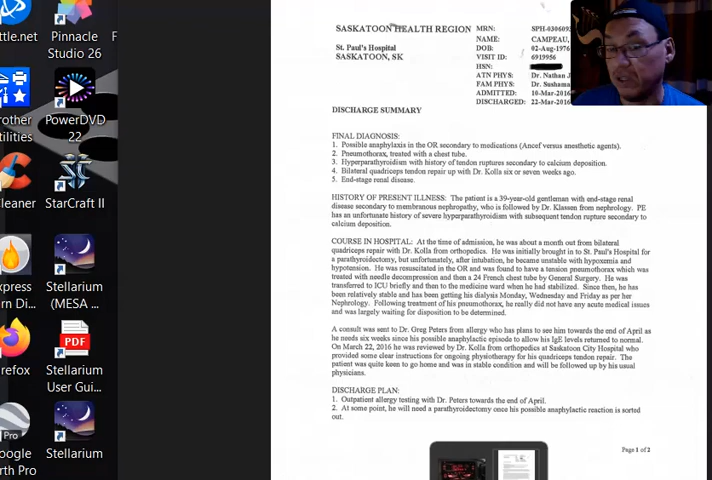 ttle.net
Pinnacle
Studio 26
F
rother
tilities
PowerDVD
22
Cleaner
StarCraft II
xpress
rn Di...
Stellarium
(MESA ...
PDF
refox
Stellarium
User Gui...
Pro
oogle
rth Pro
Stellarium
SASKATOON HEALTH REGION
St. Paul's Hospital
SASKATOON, SK
MRN: SPH-030609
NAME: CAMPEAU,
DOB: 02-Aug-1976
VISIT ID: 6919956
HSN:
ATN PHYS: Dr. Nathan J
FAM PHYS: Dr. Sushama
ADMITTED: 10-Mar-2016
DISCHARGED: 22-Mar-2016
DISCHARGE SUMMARY
FINAL DIAGNOSIS:
1. Possible anaphylaxis in the OR secondary to medications (Ancef versus anesthetic agents).
2. Pneumothorax, treated with a chest tube.
3. Hyperparathyroidism with history of tendon ruptures secondary to calcium deposition.
4. Bilateral quadriceps tendon repair up with Dr. Kolla six or seven weeks ago.
5. End-stage renal disease.
HISTORY OF PRESENT ILLNESS: The patient is a 39-year-old gentleman with end-stage renal
disease secondary to membranous nephropathy, who is followed by Dr. Klassen from nephrology. PE
has an unfortunate history of severe hyperparathyroidism with subsequent tendon rupture secondary to
calcium deposition.
COURSE IN HOSPITAL: At the time of admission, he was about a month out from bilateral
quadriceps repair with Dr. Kolla from orthopedics. He was initially brought in to St. Paul's Hospital for
a parathyroidectomy, but unfortunately, after intubation, he became unstable with hypoxemia and
hypotension. He was resuscitated in the OR and was found to have a tension pneumothorax which was
treated with needle decompression and then a 24 French chest tube by General Surgery. He was
transferred to ICU briefly and then to the medicine ward when he had stabilized. Since then, he has
been relatively stable and has been getting his dialysis Monday, Wednesday and Friday as per her
Nephrology. Following treatment of his pneumothorax, he really did not have any acute medical issues
and was largely waiting for disposition to be determined.
A consult was sent to Dr. Greg Peters from allergy who has plans to see him towards the end of April as
he needs six weeks since his possible anaphylactic episode to allow his IgE levels returned to normal.
On March 22, 2016 he was reviewed by Dr. Kolla from orthopedics at Saskatoon City Hospital who
provided some clear instructions for ongoing physiotherapy for his quadriceps tendon repair. The
patient was quite keen to go home and was in stable condition and will be followed up by his usual
physicians.
DISCHARGE PLAN:
1. Outpatient allergy testing with Dr. Peters towards the end of April.
2. At some point, he will need a parathyroidectomy once his possible anaphylactic reaction is sorted
out.
Page 1 of 2